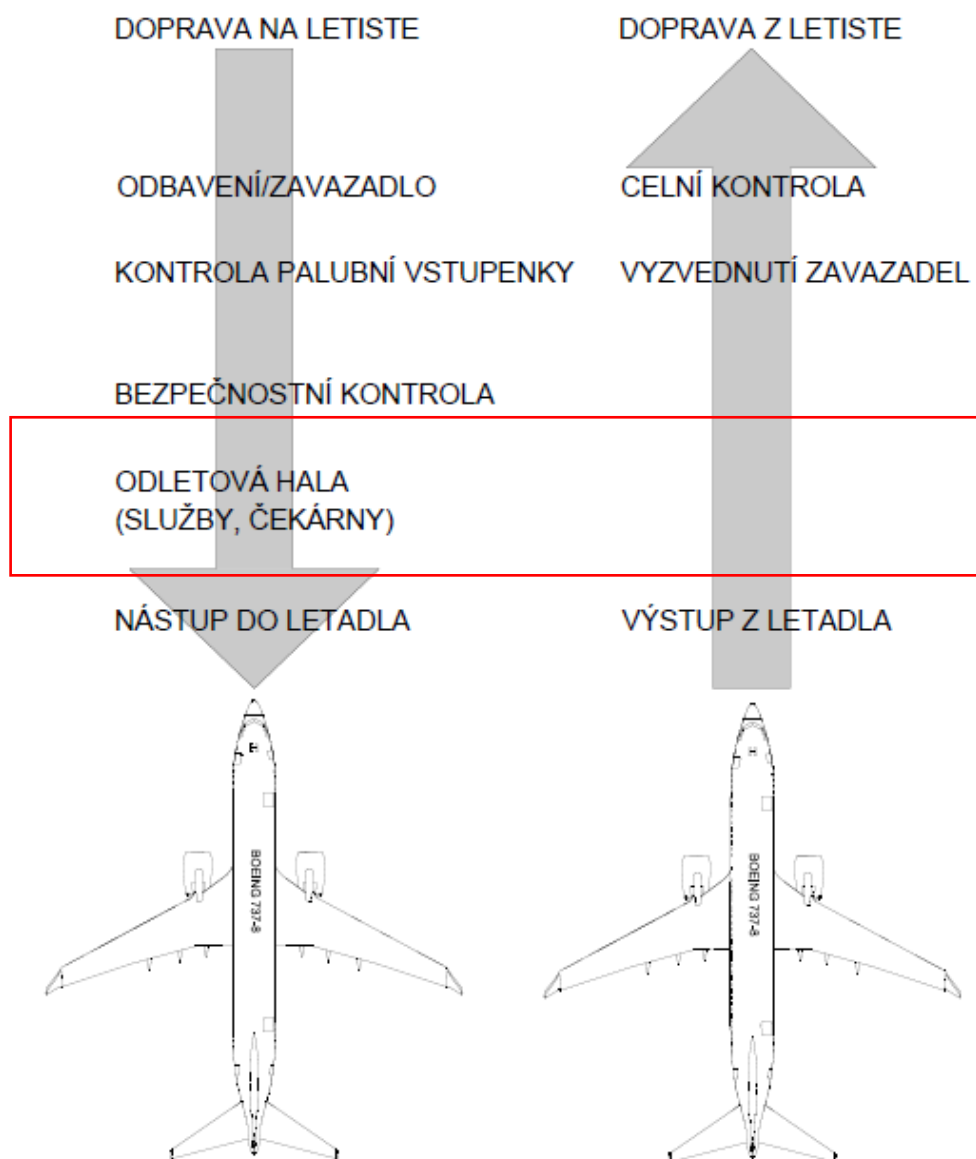 DOPRAVA NA LETISTE
DOPRAVA Z LETISTE
ODBAVENÍ/ZAVAZADLO
CELNÍ KONTROLA
KONTROLA PALUBNÍ VSTUPENKY
VYZVEDNUTÍ ZAVAZADEL
BEZPEČNOSTNÍ KONTROLA
ODLETOVÁ HALA
(SLUŽBY, ČEKÁRNY)
NÁSTUP DO LETADLA
VÝSTUP Z LETADLA
BOEING 737-8
BOEING 737-8